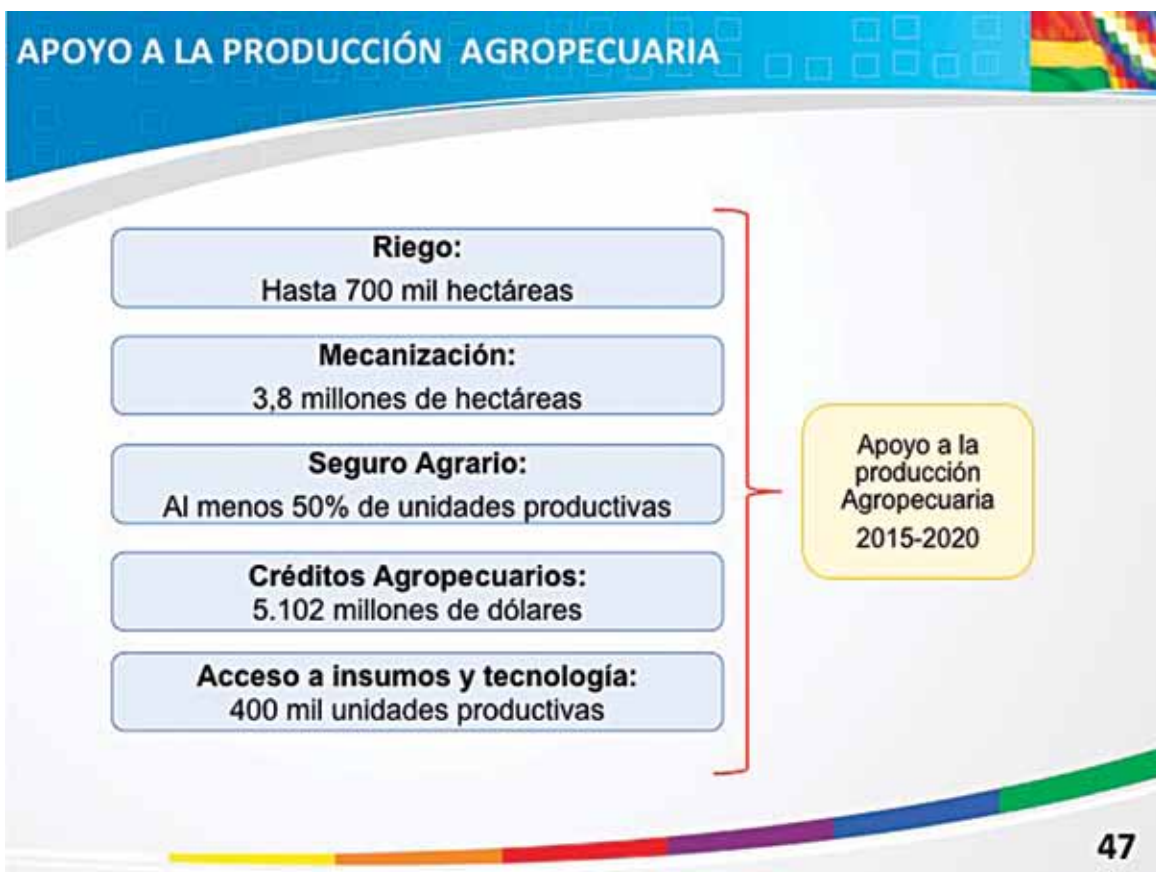 APOYO A LA PRODUCCIÓN AGROPECUARIA
Riego:
Hasta 700 mil hectáreas
Mecanización:
3,8 millones de hectáreas
Seguro Agrario:
Al menos 50% de unidades productivas
Créditos Agropecuarios:
5.102 millones de dólares
Acceso a insumos y tecnología:
400 mil unidades productivas
Apoyo a la
producción
Agropecuaria
2015-2020
47